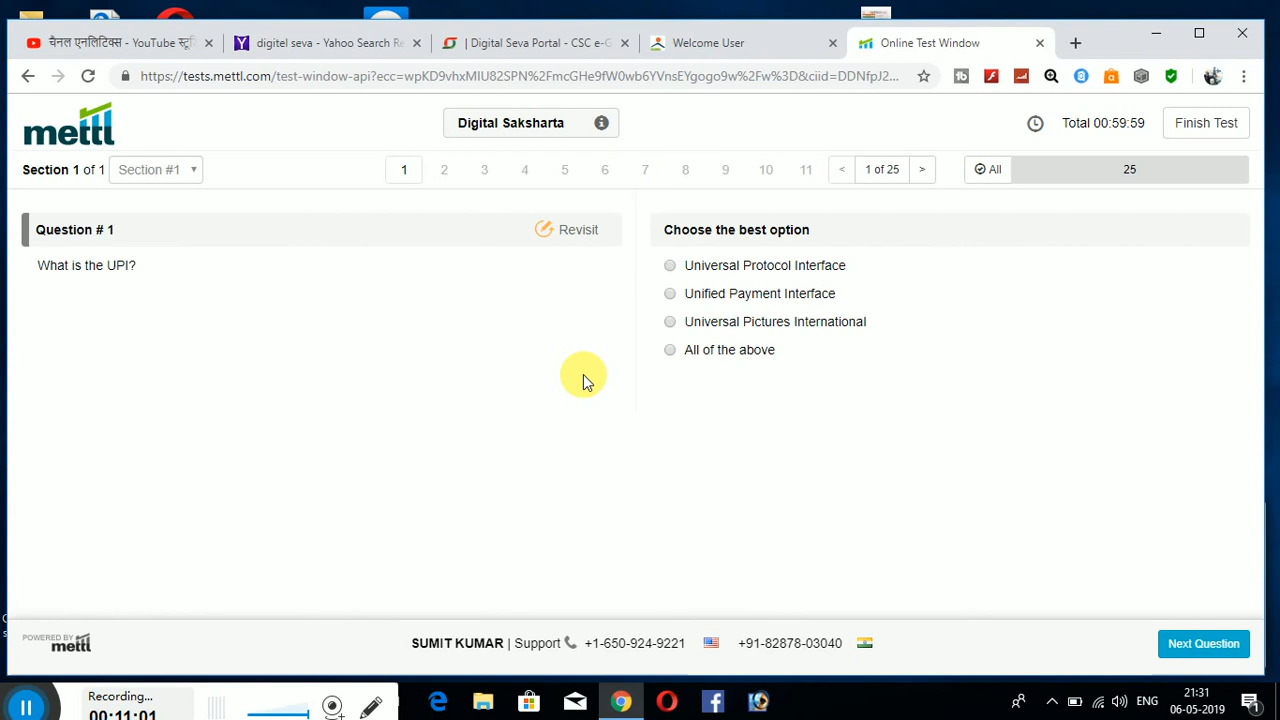 चैनल एनलिटिक्स - YouTube स्टू
digitel seva - Yahoo Search Re
| Digital Seva Portal - CSC e-G
Welcome User
Online Test Window
https://tests.mettl.com/test-window-api?ecc=wpKD9vhxMIU82SPN%2FmcGHe9fW0wb6YVnsEYgogo9w%2Fw%3D&ciid=DDNfpJ2...
mettl
Digital Saksharta
Total 00:59:59
Finish Test
Section 1 of 1
Section #1
1 2 3 4 5 6 7 8 9 10 11
< 1 of 25 >
All
25
Question # 1
Revisit
Choose the best option
What is the UPI?
Universal Protocol Interface
Unified Payment Interface
Universal Pictures International
All of the above
POWERED BY
mettl
SUMIT KUMAR | Support +1-650-924-9221 +91-82878-03040
Next Question
Recording...
00:11:01
ENG
21:31
06-05-2019